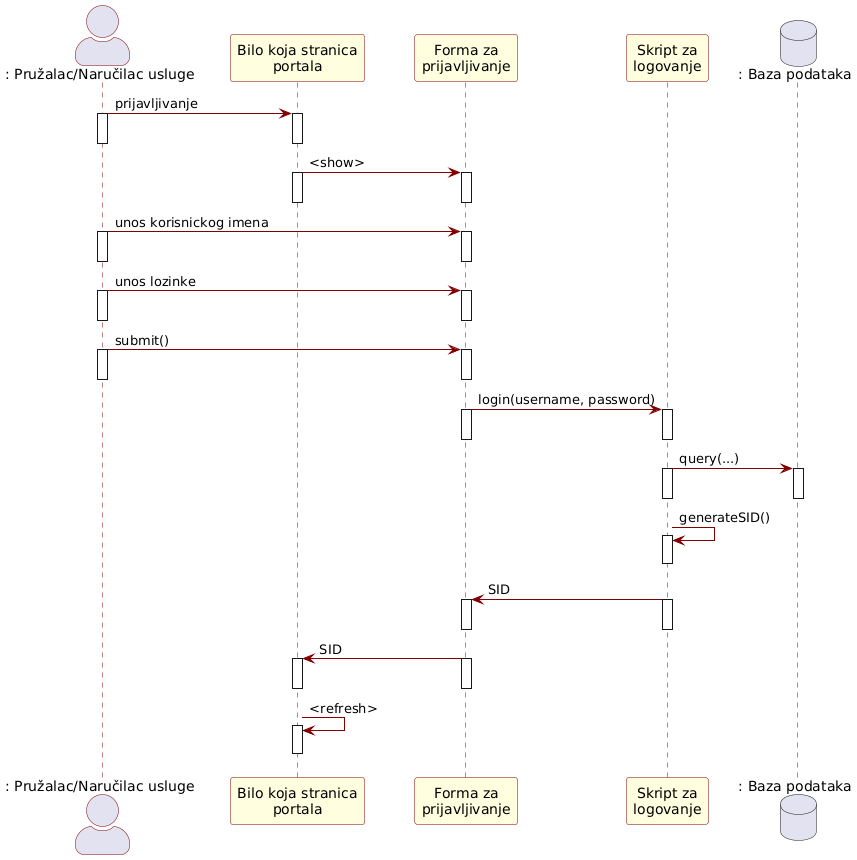 : Pružalac/Naručilac usluge
Bilo koja stranica
portala
Forma za
prijavljivanje
Skript za
logovanje
: Baza podataka
prijavljivanje
<show>
unos korisnickog imena
unos lozinke
submit()
login(username, password)
query(...)
generateSID()
SID
SID
<refresh>
: Pružalac/Naručilac usluge
Bilo koja stranica
portala
Forma za
prijavljivanje
Skript za
logovanje
: Baza podataka